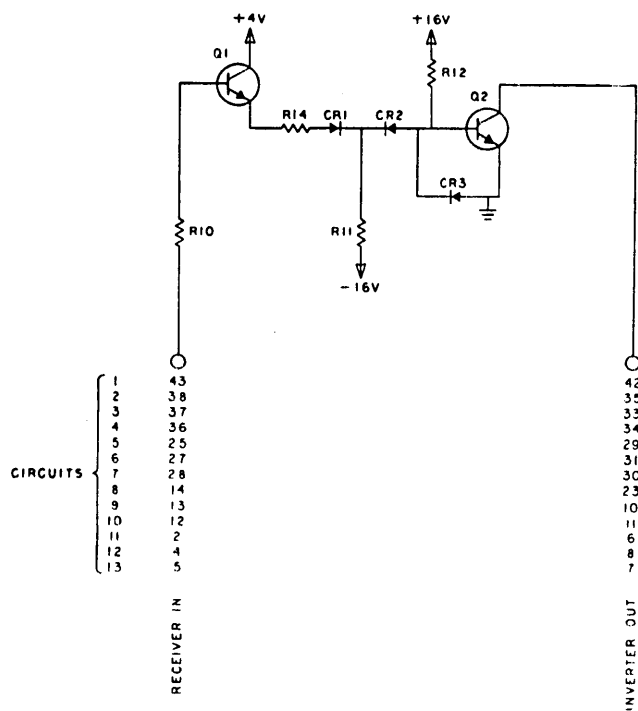 +4V
+16V
Q1
R12
Q2
R14
CR1
CR2
CR3
R10
R11
-16V
CIRCUITS
1 43 42
2 38 35
3 37 33
4 36 34
5 25 29
6 27 31
7 28 30
8 14 23
9 13 10
10 12 11
11 2 6
12 4 8
13 5 7
RECEIVER IN
INVERTER OUT